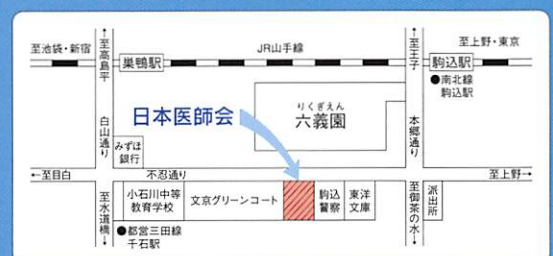 至池袋・新宿
←至高島平
JR山手線
←至王子
至上野・東京
巣鴨駅
駒込駅
●南北線
駒込駅
りくぎえん
六義園
日本医師会
白山通り
本郷通り
みずほ
銀行
←至目白
不忍通り
至上野→
至水道橋→
小石川中等
教育学校
文京グリーンコート
駒込
警察
東洋
文庫
至御茶の水→
派出所
●都営三田線
千石駅